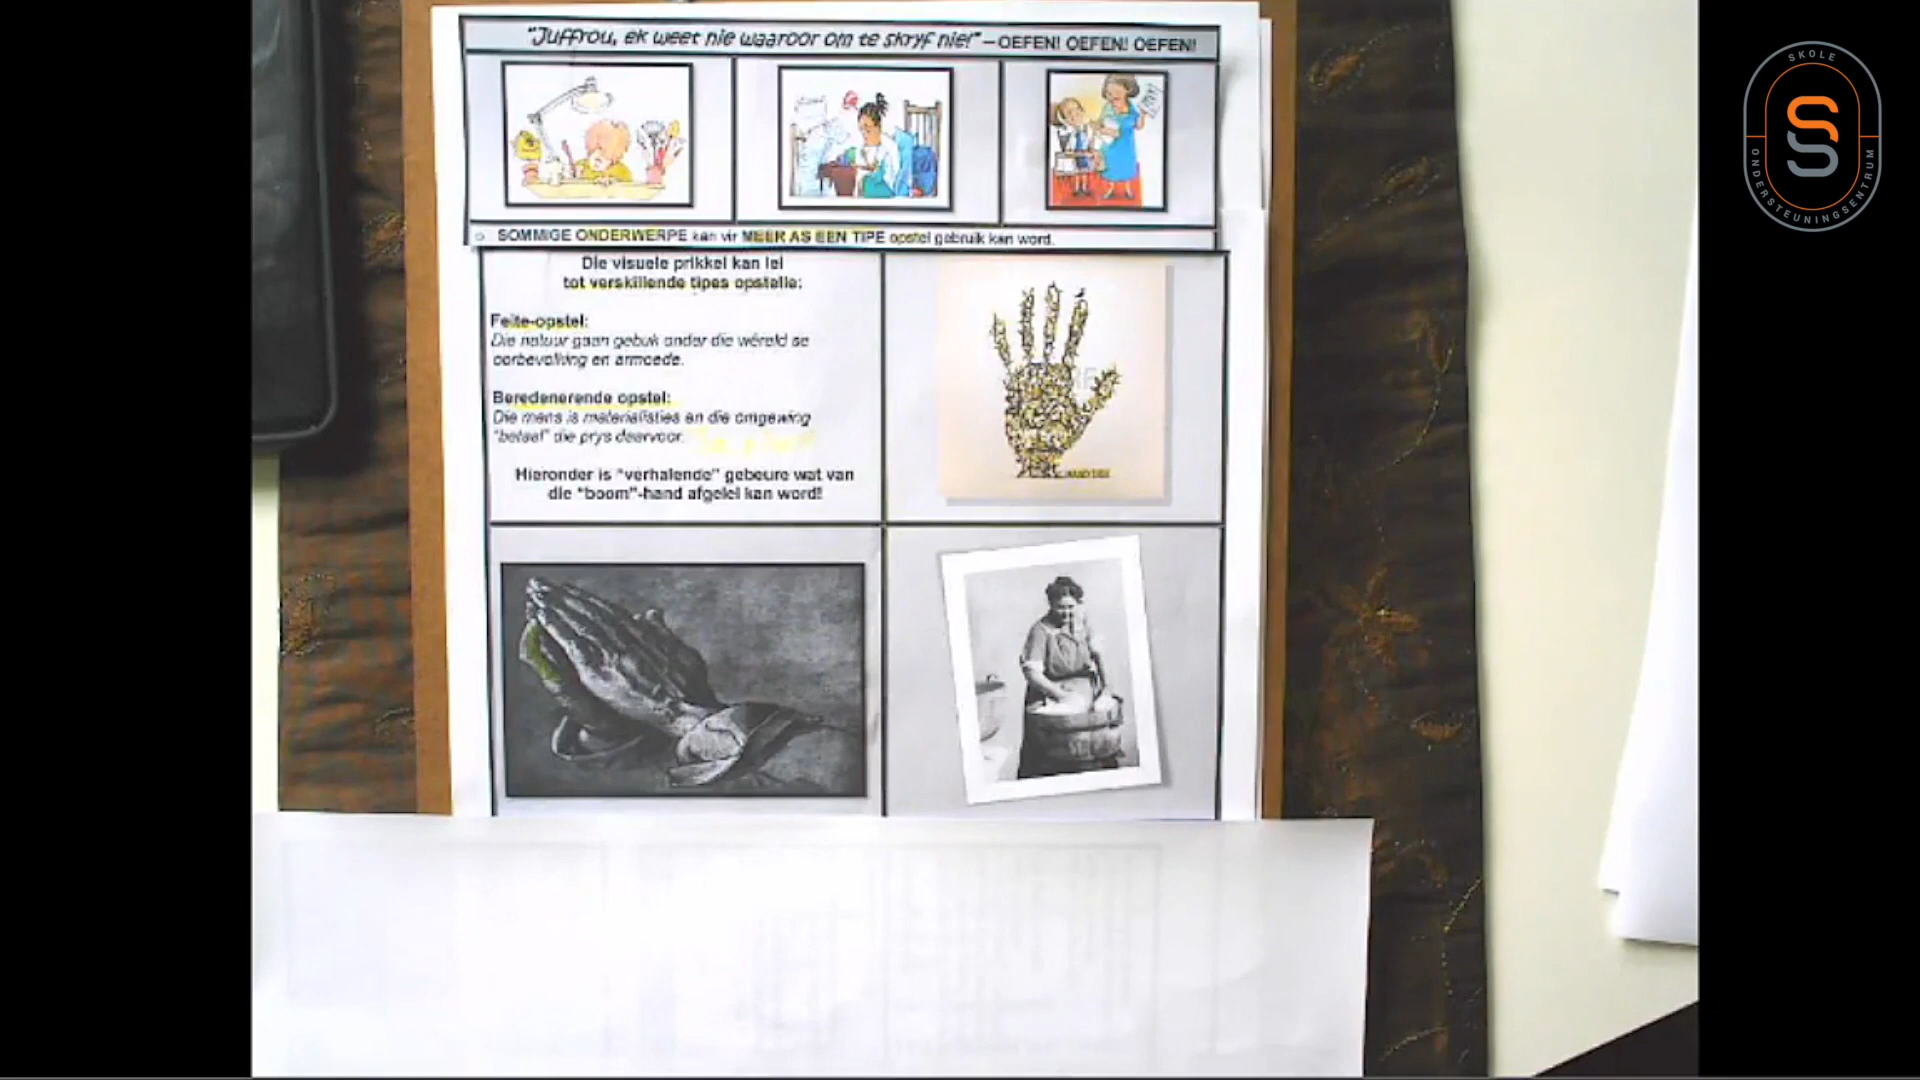 "Juffrou, ek weet nie waaroor om te skryf nie!" – OEFEN! OEFEN! OEFEN!
SKOLE
ONDERSTEUNINGSENTRUM
o SOMMIGE ONDERWERPE kan vir MEER AS EEN TIPE opstel gebruik kan word.
Die visuele prikkel kan lei
tot verskillende tipes opstelle:
Feite-opstel:
Die natuur gaan gebuk onder die wêreld se
oorbevolking en armoede.
Beredenerende opstel:
Die mens is materialisties en die omgewing
"betaal" die prys daarvoor.
Hieronder is "verhalende" gebeure wat van
die "boom"-hand afgelei kan word!